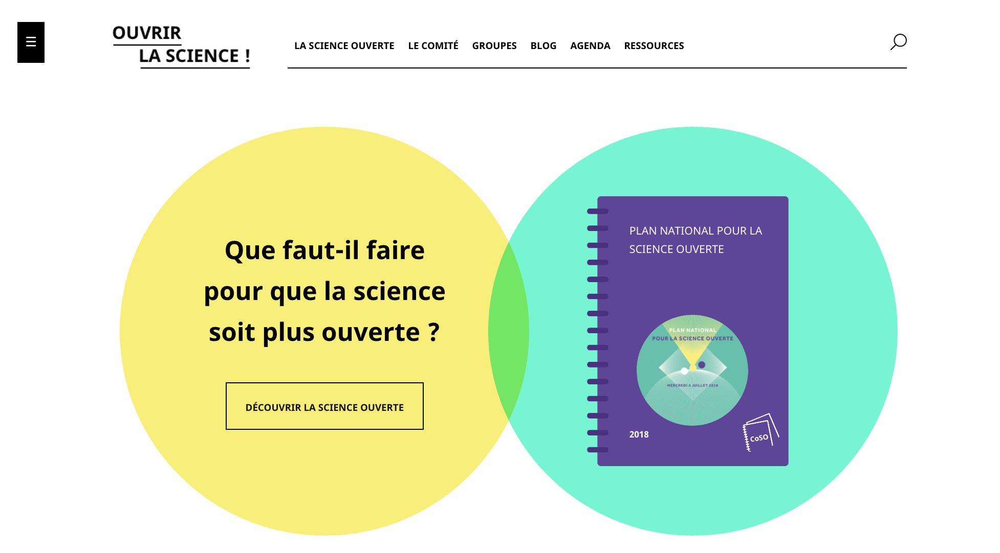 OUVRIR
LA SCIENCE !
LA SCIENCE OUVERTE LE COMITÉ GROUPES BLOG AGENDA RESSOURCES
Que faut-il faire
pour que la science
soit plus ouverte ?
DÉCOUVRIR LA SCIENCE OUVERTE
PLAN NATIONAL POUR LA
SCIENCE OUVERTE
PLAN NATIONAL
POUR LA SCIENCE OUVERTE
MERCREDI 4 JUILLET 2018
2018
CoSO